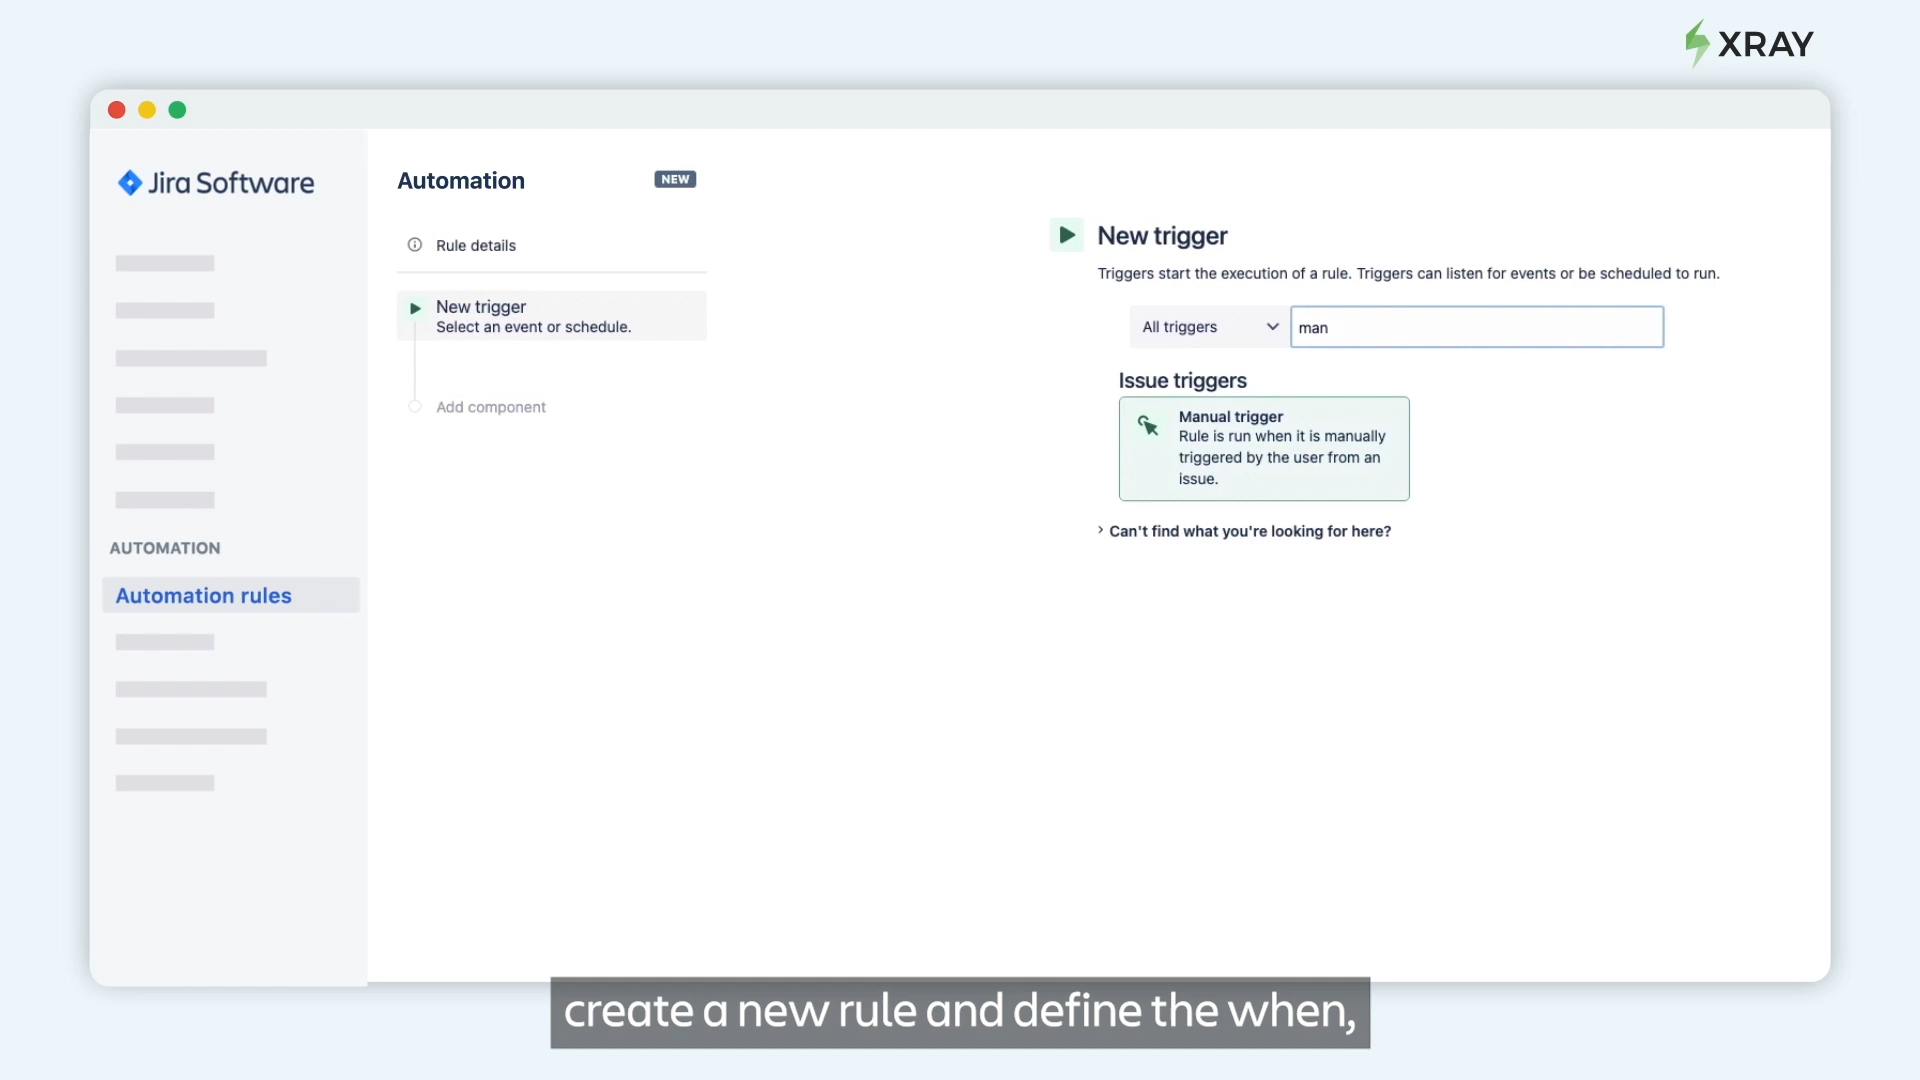 XRAY
Jira Software
AUTOMATION
Automation rules
Automation
NEW
Rule details
New trigger
Select an event or schedule.
Add component
New trigger
Triggers start the execution of a rule. Triggers can listen for events or be scheduled to run.
All triggers
man
Issue triggers
Manual trigger
Rule is run when it is manually
triggered by the user from an
issue.
Can't find what you're looking for here?
create a new rule and define the when,